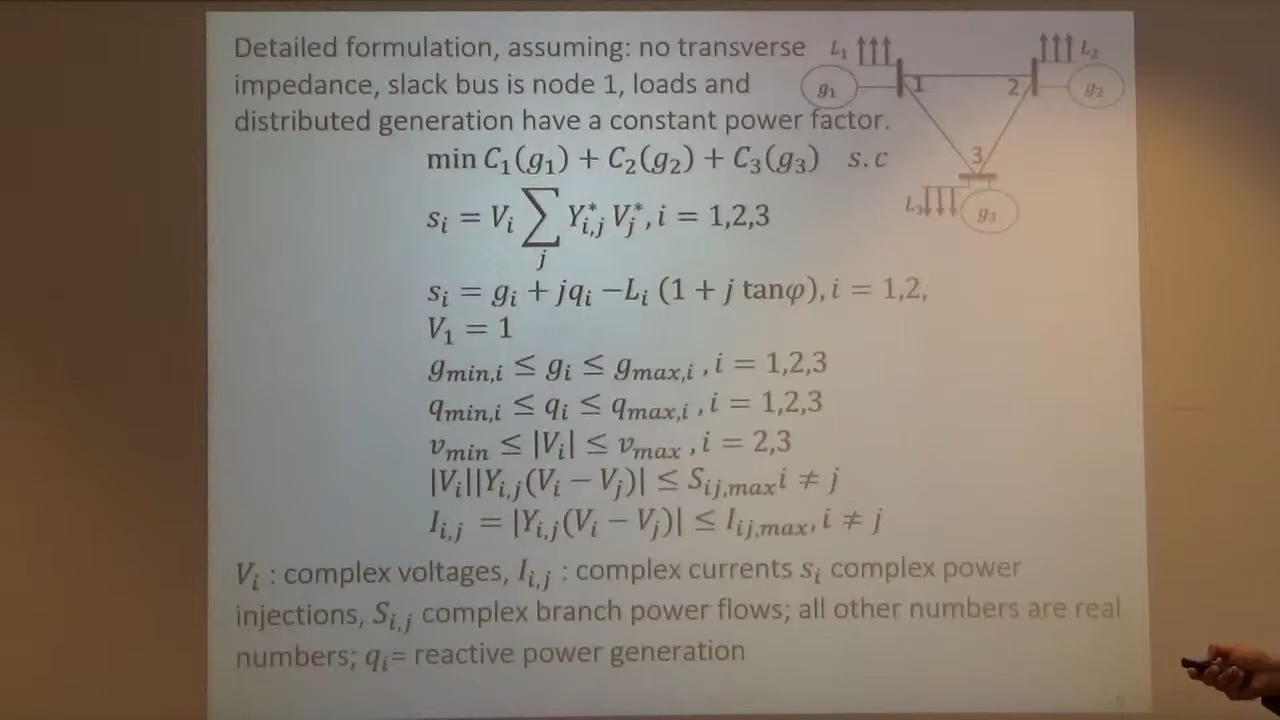 Detailed formulation, assuming: no transverse
impedance, slack bus is node 1, loads and
distributed generation have a constant power factor.
min C₁(g₁) + C₂(g₂) + C₃(g₃) s.c
sᵢ = Vᵢ ∑ⱼ Y*ᵢ,ⱼ V*ⱼ, i = 1,2,3
sᵢ = gᵢ + jqᵢ −Lᵢ (1 + j tanφ), i = 1,2,
V₁ = 1
g_min,i ≤ gᵢ ≤ g_max,i , i = 1,2,3
q_min,i ≤ qᵢ ≤ q_max,i , i = 1,2,3
v_min ≤ |Vᵢ| ≤ v_max , i = 2,3
|Vᵢ||Yᵢ,ⱼ(Vᵢ − Vⱼ)| ≤ S_ij,max i ≠ j
Iᵢ,ⱼ = |Yᵢ,ⱼ(Vᵢ − Vⱼ)| ≤ I_ij,max, i ≠ j
Vᵢ : complex voltages, Iᵢ,ⱼ : complex currents sᵢ complex power
injections, Sᵢ,ⱼ complex branch power flows; all other numbers are real
numbers; qᵢ= reactive power generation
L₁
L₂
g₁
1
2
g₂
3
L₃
g₃